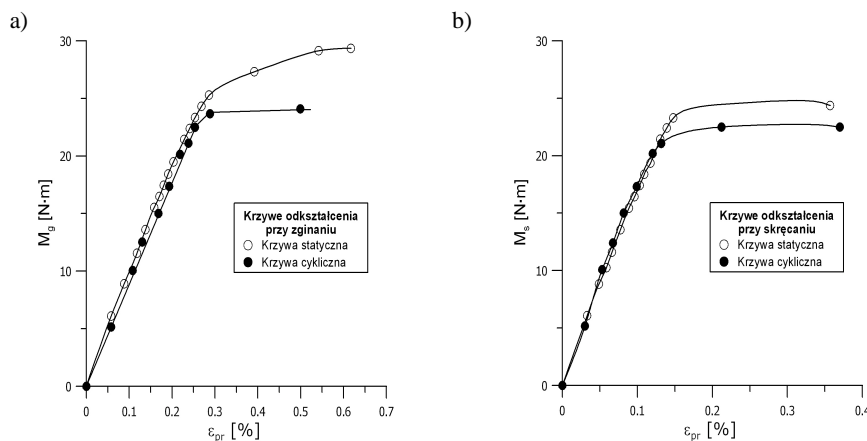 a)
30
20
10
0
M_g [N·m]
Krzywe odkształcenia
przy zginaniu
Krzywa statyczna
Krzywa cykliczna
0 0.1 0.2 0.3 0.4 0.5 0.6 0.7
ε_pr [%]
b)
30
20
10
0
M_s [N·m]
Krzywe odkształcenia
przy skręcaniu
Krzywa statyczna
Krzywa cykliczna
0 0.1 0.2 0.3 0.4
ε_pr [%]